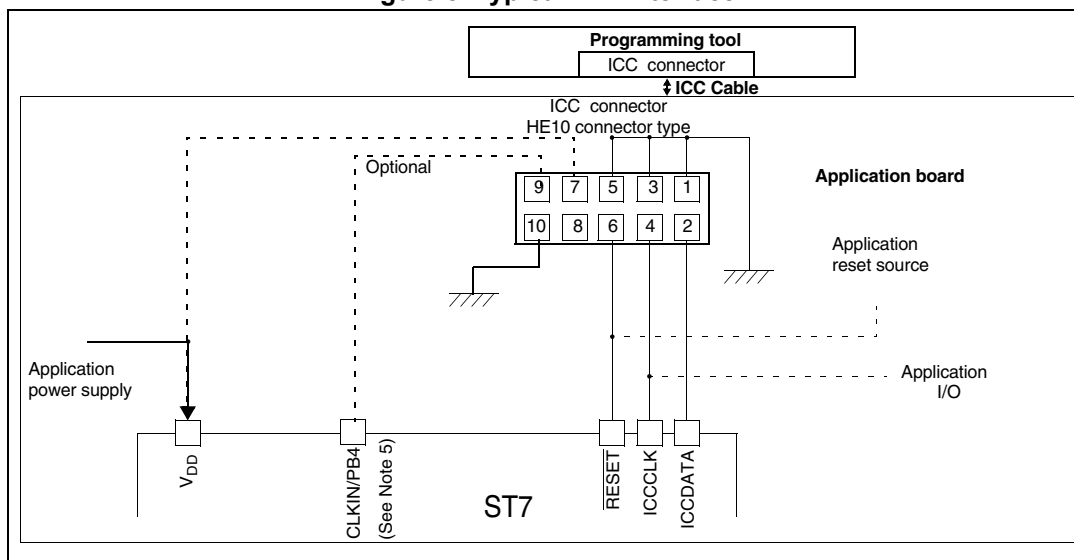 Programming tool
ICC connector
ICC Cable
ICC connector
HE10 connector type
Optional
9 7 5 3 1
10 8 6 4 2
Application board
Application
reset source
Application
power supply
Application
I/O
VDD
CLKIN/PB4
(See Note 5)
RESET
ICCCLK
ICCDATA
ST7